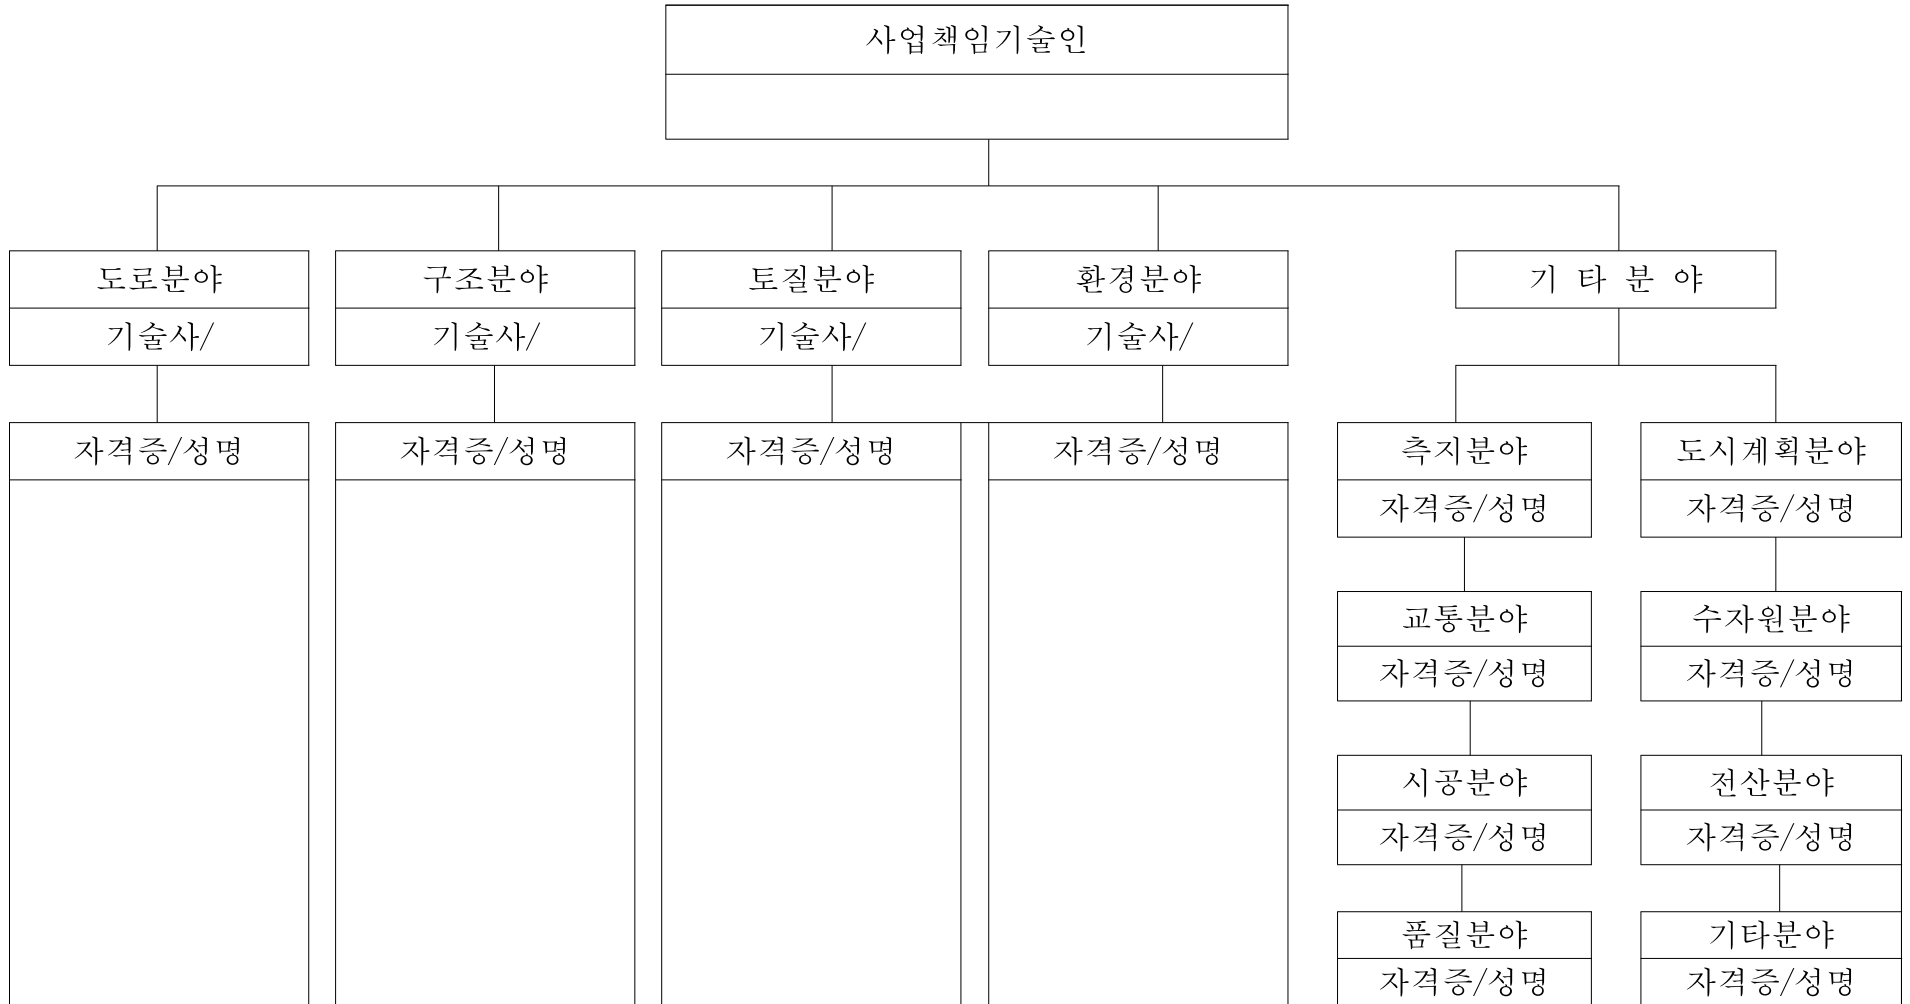 사업책임기술인
도로분야
구조분야
토질분야
환경분야
기 타 분 야
기술사/
기술사/
기술사/
기술사/
자격증/성명
자격증/성명
자격증/성명
자격증/성명
측지분야
도시계획분야
자격증/성명
자격증/성명
교통분야
수자원분야
자격증/성명
자격증/성명
시공분야
전산분야
자격증/성명
자격증/성명
품질분야
기타분야
자격증/성명
자격증/성명